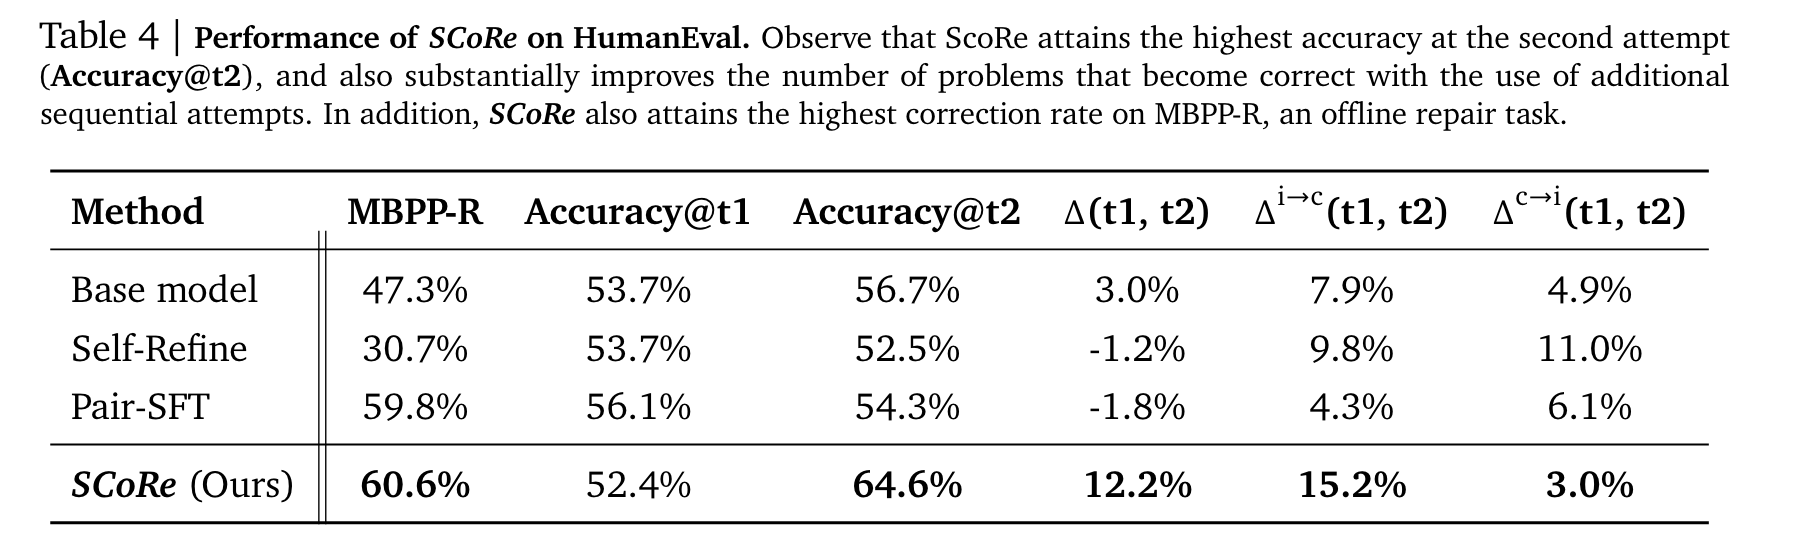 Table 4 | Performance of SCoRe on HumanEval. Observe that ScoRe attains the highest accuracy at the second attempt
(Accuracy@t2), and also substantially improves the number of problems that become correct with the use of additional
sequential attempts. In addition, SCoRe also attains the highest correction rate on MBPP-R, an offline repair task.
Method MBPP-R Accuracy@t1 Accuracy@t2 Δ(t1, t2) Δ^i→c(t1, t2) Δ^c→i(t1, t2)
Base model 47.3% 53.7% 56.7% 3.0% 7.9% 4.9%
Self-Refine 30.7% 53.7% 52.5% -1.2% 9.8% 11.0%
Pair-SFT 59.8% 56.1% 54.3% -1.8% 4.3% 6.1%
SCoRe (Ours) 60.6% 52.4% 64.6% 12.2% 15.2% 3.0%